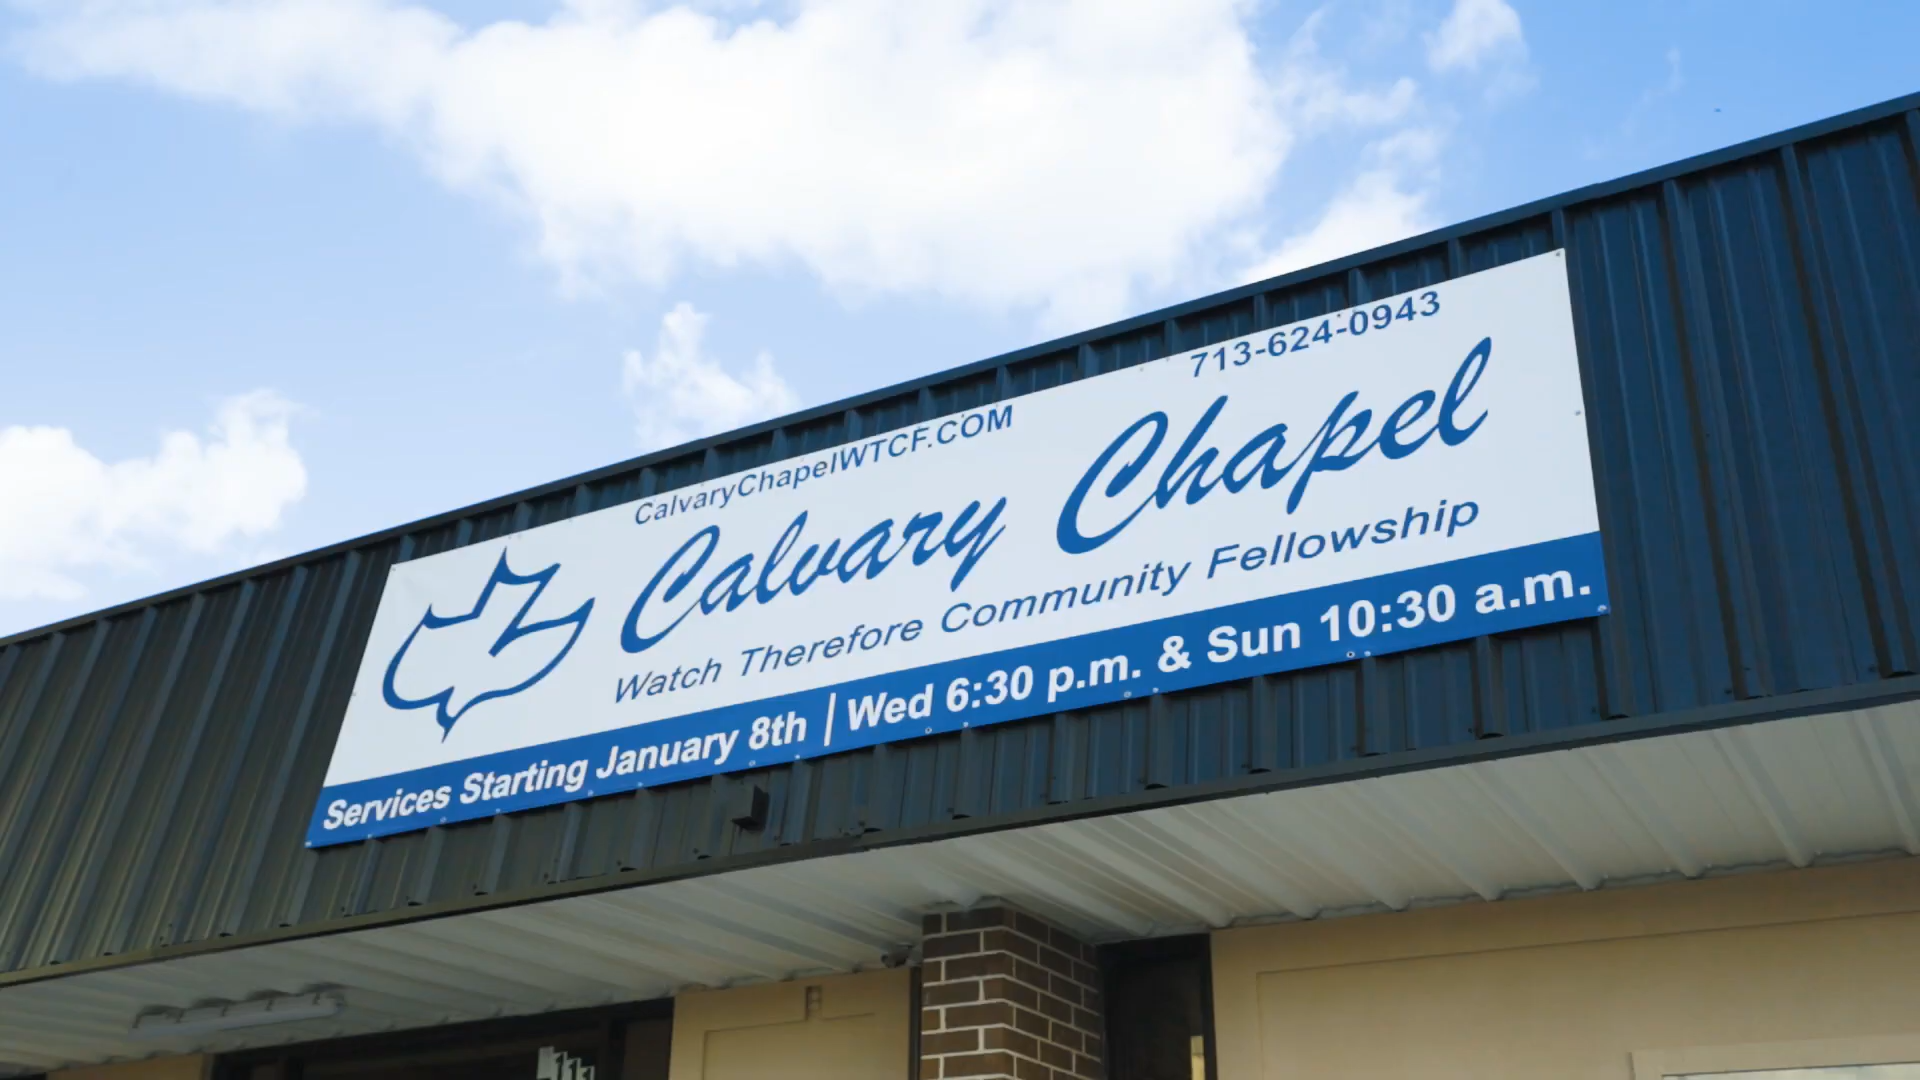 CalvaryChapelWTCF.COM 713-624-0943
Calvary Chapel
Watch Therefore Community Fellowship
Services Starting January 8th | Wed 6:30 p.m. & Sun 10:30 a.m.